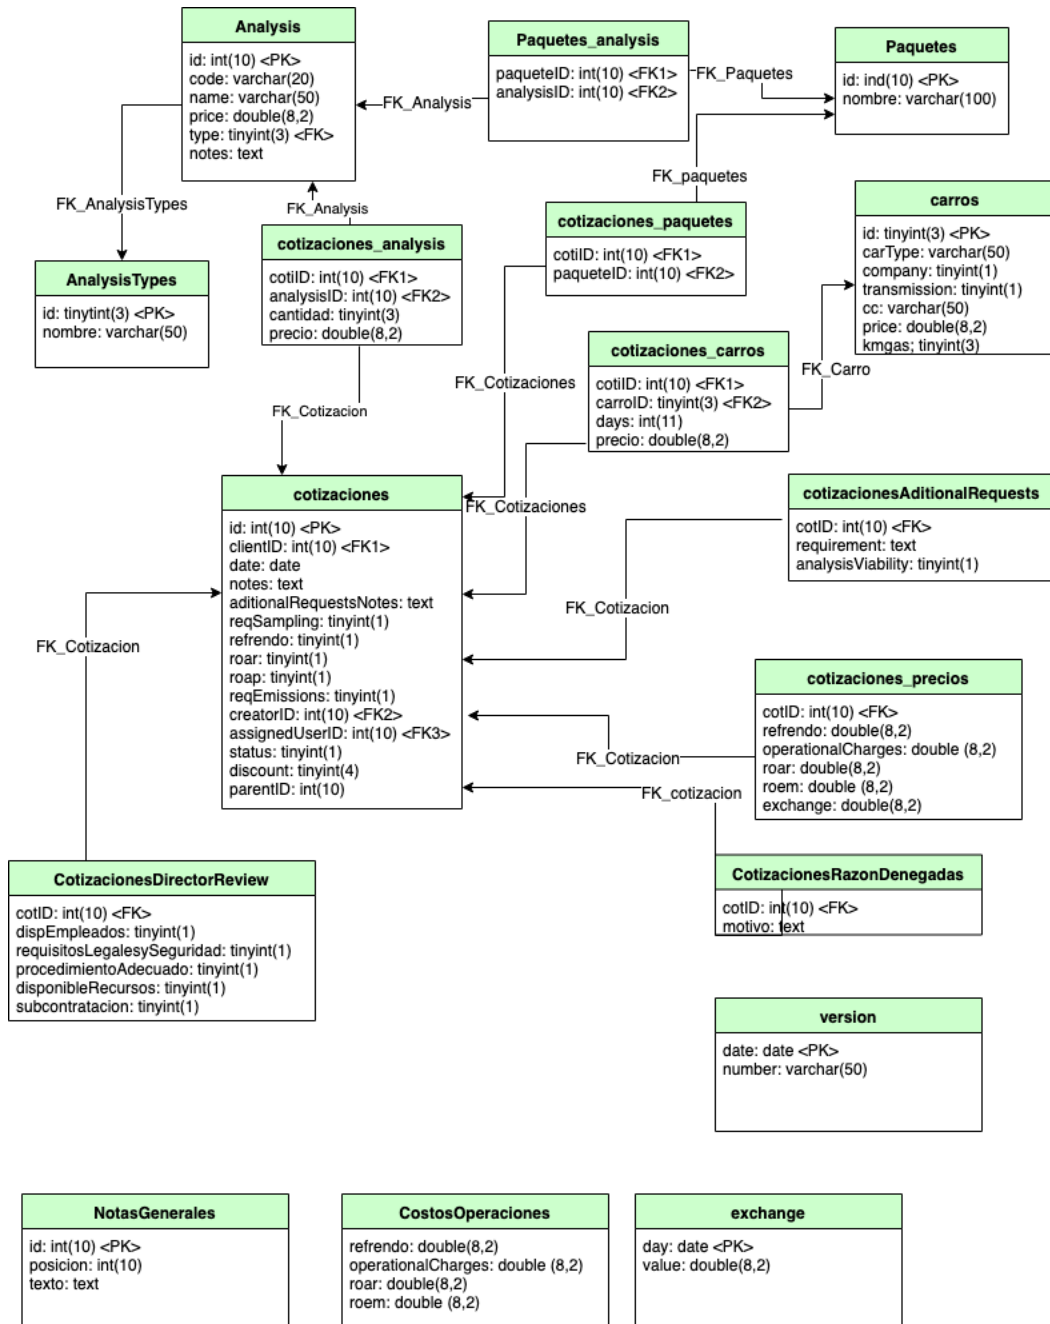 Analysis
id: int(10) <PK>
code: varchar(20)
name: varchar(50)
price: double(8,2)
type: tinyint(3) <FK>
notes: text
Paquetes_analysis
paqueteID: int(10) <FK1>
analysisID: int(10) <FK2>
Paquetes
id: ind(10) <PK>
nombre: varchar(100)
FK_Paquetes
FK_Analysis
FK_paquetes
FK_AnalysisTypes
FK_Analysis
carros
id: tinyint(3) <PK>
carType: varchar(50)
company: tinyint(1)
transmission: tinyint(1)
cc: varchar(50)
price: double(8,2)
kmgas; tinyint(3)
cotizaciones_paquetes
cotiID: int(10) <FK1>
paqueteID: int(10) <FK2>
cotizaciones_analysis
cotiID: int(10) <FK1>
analysisID: int(10) <FK2>
cantidad: tinyint(3)
precio: double(8,2)
AnalysisTypes
id: tinytint(3) <PK>
nombre: varchar(50)
cotizaciones_carros
cotiID: int(10) <FK1>
carroID: tinyint(3) <FK2>
days: int(11)
precio: double(8,2)
FK_Carro
FK_Cotizaciones
FK_Cotizacion
cotizaciones
id: int(10) <PK>
clientID: int(10) <FK1>
date: date
notes: text
aditionalRequestsNotes: text
reqSampling: tinyint(1)
refrendo: tinyint(1)
roar: tinyint(1)
roap: tinyint(1)
reqEmissions: tinyint(1)
creatorID: int(10) <FK2>
assignedUserID: int(10) <FK3>
status: tinyint(1)
discount: tinyint(4)
parentID: int(10)
FK_Cotizaciones
cotizacionesAditionalRequests
cotID: int(10) <FK>
requirement: text
analysisViability: tinyint(1)
FK_Cotizacion
FK_Cotizacion
cotizaciones_precios
cotID: int(10) <FK>
refrendo: double(8,2)
operationalCharges: double (8,2)
roar: double(8,2)
roem: double (8,2)
exchange: double(8,2)
FK_Cotizacion
FK_cotizacion
CotizacionesDirectorReview
cotID: int(10) <FK>
dispEmpleados: tinyint(1)
requisitosLegalesySeguridad: tinyint(1)
procedimientoAdecuado: tinyint(1)
disponibleRecursos: tinyint(1)
subcontratacion: tinyint(1)
CotizacionesRazonDenegadas
cotID: int(10) <FK>
motivo: text
version
date: date <PK>
number: varchar(50)
NotasGenerales
id: int(10) <PK>
posicion: int(10)
texto: text
CostosOperaciones
refrendo: double(8,2)
operationalCharges: double (8,2)
roar: double(8,2)
roem: double (8,2)
exchange
day: date <PK>
value: double(8,2)